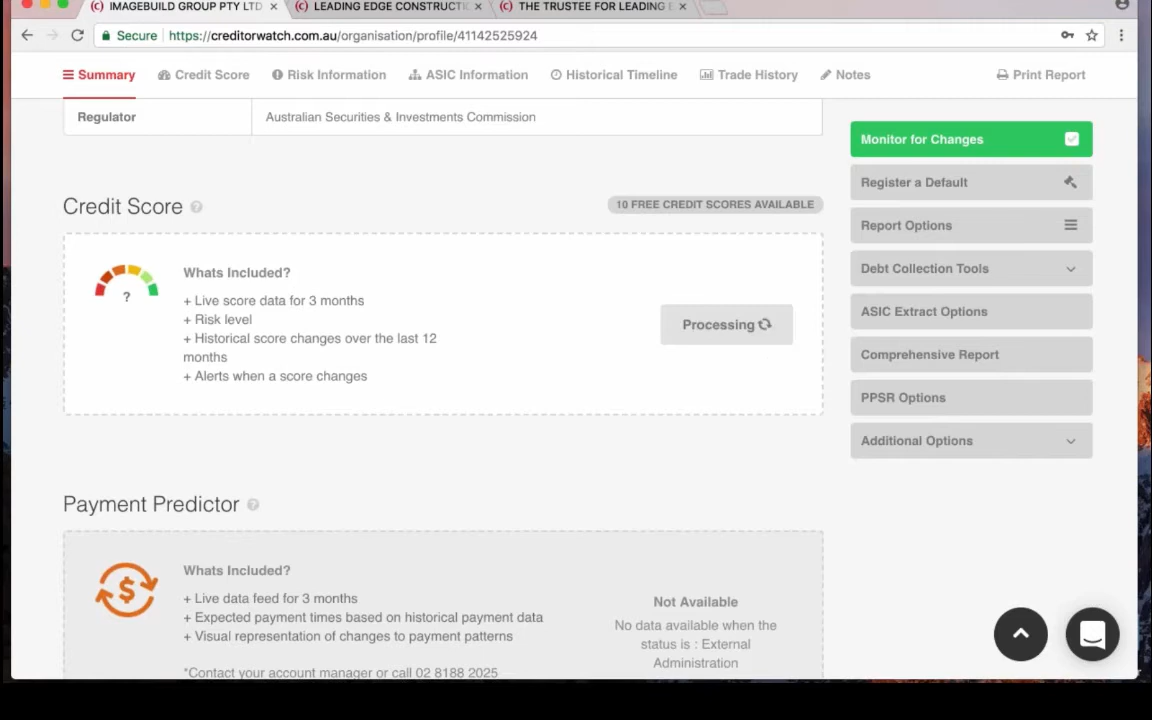 IMAGEBUILD GROUP PTY LTD
LEADING EDGE CONSTRUCTI
THE TRUSTEE FOR LEADING E
Secure https://creditorwatch.com.au/organisation/profile/41142525924
Summary Credit Score Risk Information ASIC Information Historical Timeline Trade History Notes Print Report
Regulator Australian Securities & Investments Commission
Monitor for Changes
Register a Default
Report Options
Debt Collection Tools
ASIC Extract Options
Comprehensive Report
PPSR Options
Additional Options
Credit Score ?
10 FREE CREDIT SCORES AVAILABLE
?
Whats Included?
+ Live score data for 3 months
+ Risk level
+ Historical score changes over the last 12
months
+ Alerts when a score changes
Processing
Payment Predictor ?
$
Whats Included?
+ Live data feed for 3 months
+ Expected payment times based on historical payment data
+ Visual representation of changes to payment patterns
*Contact your account manager or call 02 8188 2025
Not Available
No data available when the
status is : External
Administration